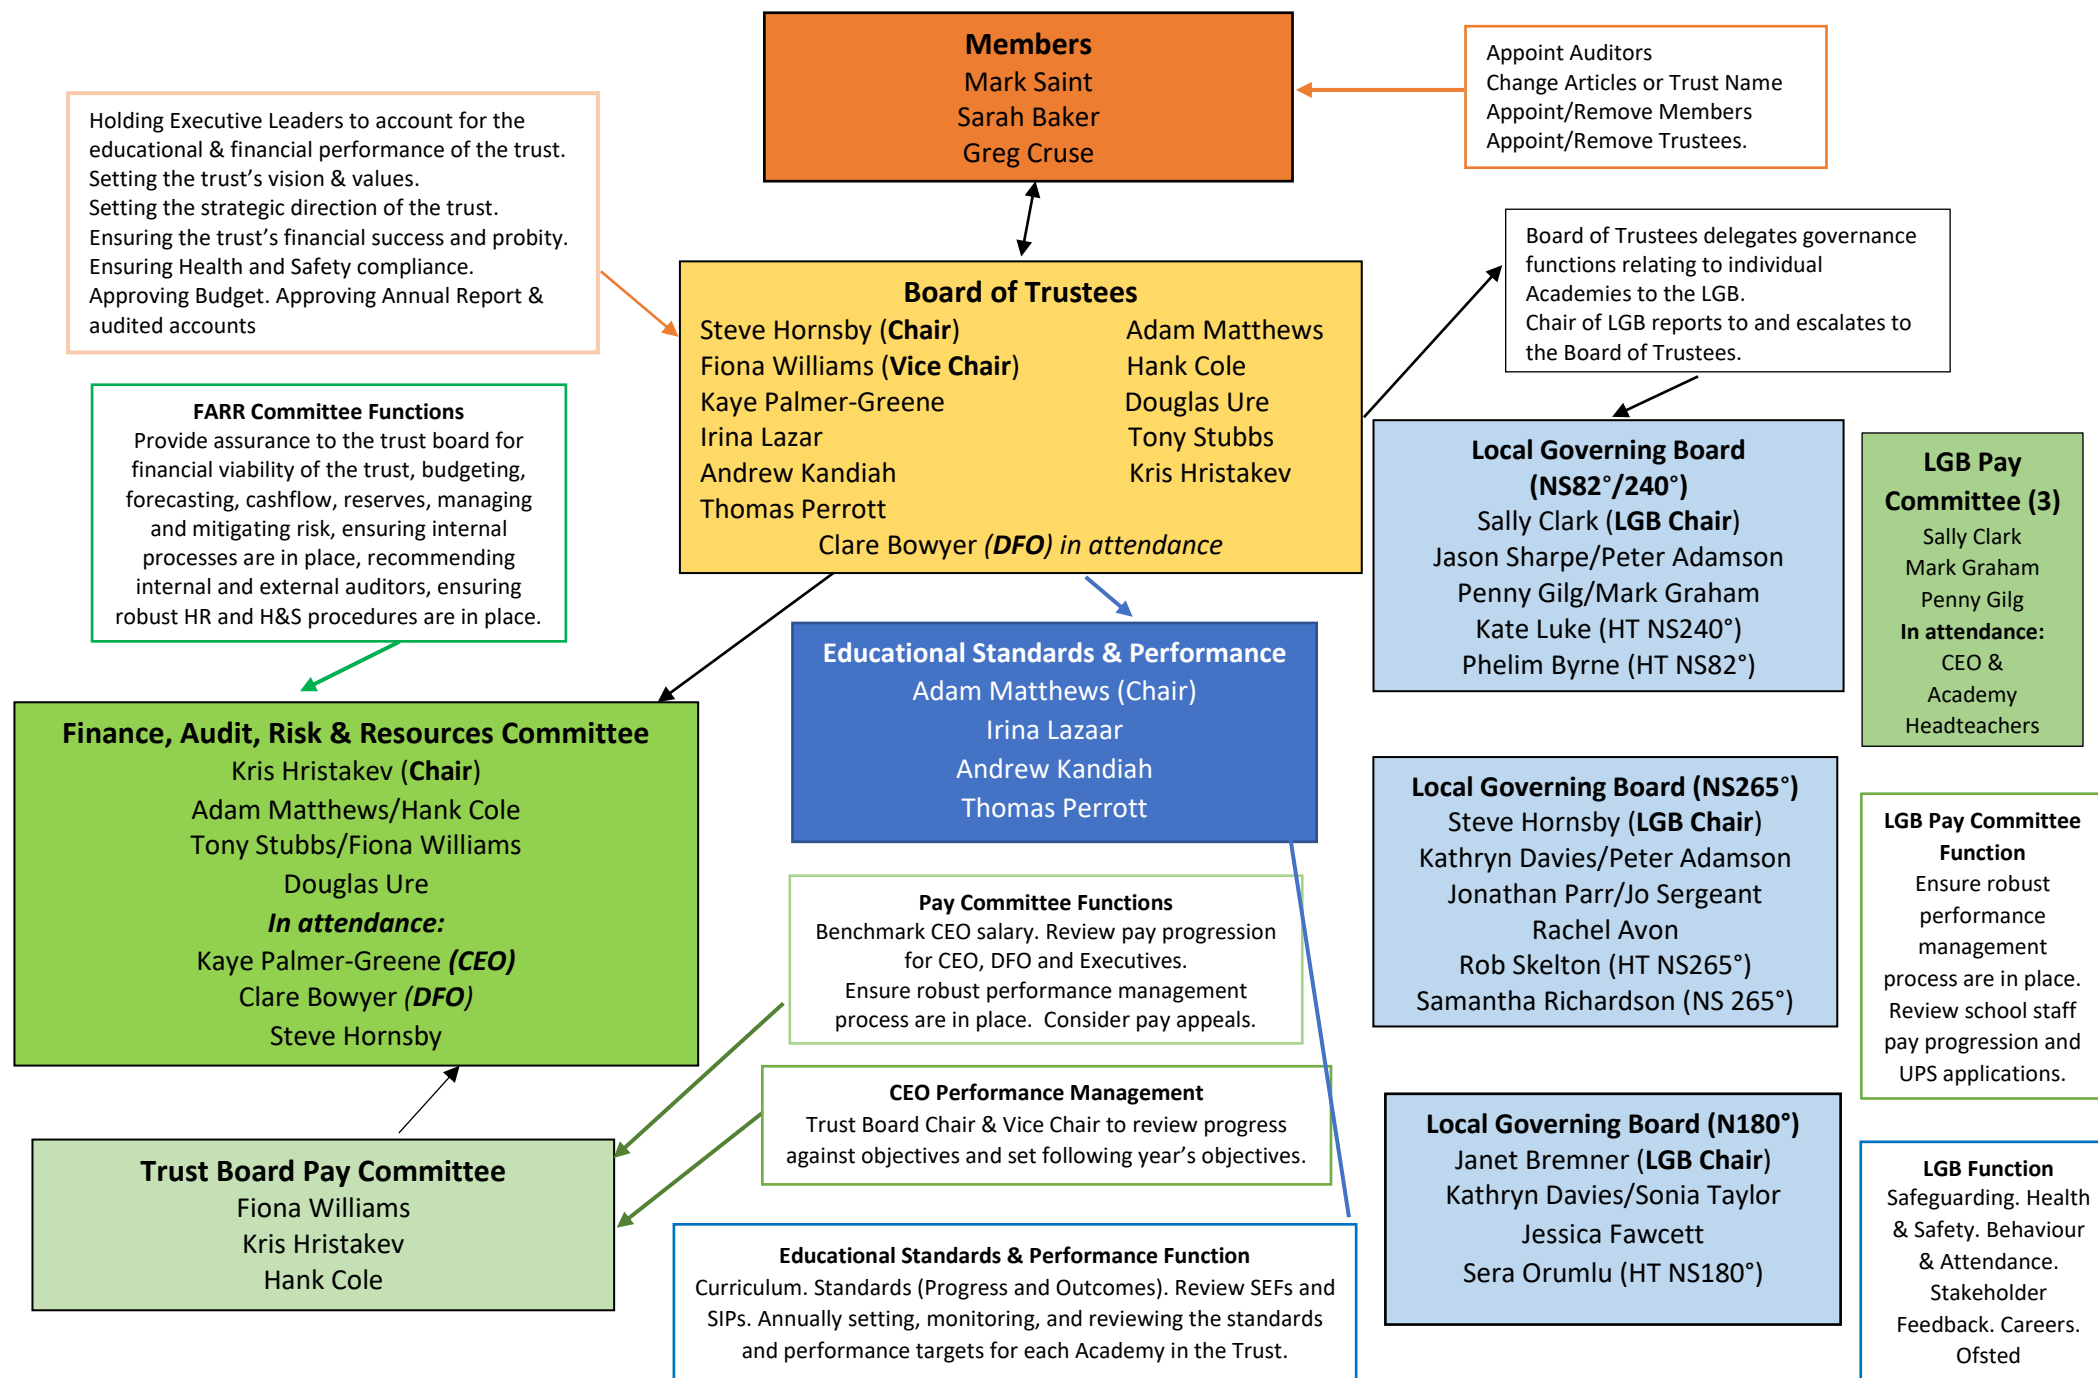 Members
Mark Saint
Sarah Baker
Greg Cruse
Appoint Auditors
Change Articles or Trust Name
Appoint/Remove Members
Appoint/Remove Trustees.
Holding Executive Leaders to account for the
educational & financial performance of the trust.
Setting the trust’s vision & values.
Setting the strategic direction of the trust.
Ensuring the trust’s financial success and probity.
Ensuring Health and Safety compliance.
Approving Budget. Approving Annual Report &
audited accounts
Board of Trustees
Steve Hornsby (Chair) Adam Matthews
Fiona Williams (Vice Chair) Hank Cole
Kaye Palmer-Greene Douglas Ure
Irina Lazar Tony Stubbs
Andrew Kandiah Kris Hristakev
Thomas Perrott
Clare Bowyer (DFO) in attendance
Board of Trustees delegates governance
functions relating to individual
Academies to the LGB.
Chair of LGB reports to and escalates to
the Board of Trustees.
FARR Committee Functions
Provide assurance to the trust board for
financial viability of the trust, budgeting,
forecasting, cashflow, reserves, managing
and mitigating risk, ensuring internal
processes are in place, recommending
internal and external auditors, ensuring
robust HR and H&S procedures are in place.
Local Governing Board
(NS82°/240°)
Sally Clark (LGB Chair)
Jason Sharpe/Peter Adamson
Penny Gilg/Mark Graham
Kate Luke (HT NS240°)
Phelim Byrne (HT NS82°)
LGB Pay
Committee (3)
Sally Clark
Mark Graham
Penny Gilg
In attendance:
CEO &
Academy
Headteachers
Educational Standards & Performance
Adam Matthews (Chair)
Irina Lazaar
Andrew Kandiah
Thomas Perrott
Finance, Audit, Risk & Resources Committee
Kris Hristakev (Chair)
Adam Matthews/Hank Cole
Tony Stubbs/Fiona Williams
Douglas Ure
In attendance:
Kaye Palmer-Greene (CEO)
Clare Bowyer (DFO)
Steve Hornsby
Local Governing Board (NS265°)
Steve Hornsby (LGB Chair)
Kathryn Davies/Peter Adamson
Jonathan Parr/Jo Sergeant
Rachel Avon
Rob Skelton (HT NS265°)
Samantha Richardson (NS 265°)
LGB Pay Committee
Function
Ensure robust
performance
management
process are in place.
Review school staff
pay progression and
UPS applications.
Pay Committee Functions
Benchmark CEO salary. Review pay progression
for CEO, DFO and Executives.
Ensure robust performance management
process are in place. Consider pay appeals.
CEO Performance Management
Trust Board Chair & Vice Chair to review progress
against objectives and set following year’s objectives.
Trust Board Pay Committee
Fiona Williams
Kris Hristakev
Hank Cole
Local Governing Board (N180°)
Janet Bremner (LGB Chair)
Kathryn Davies/Sonia Taylor
Jessica Fawcett
Sera Orumlu (HT NS180°)
LGB Function
Safeguarding. Health
& Safety. Behaviour
& Attendance.
Stakeholder
Feedback. Careers.
Ofsted
Educational Standards & Performance Function
Curriculum. Standards (Progress and Outcomes). Review SEFs and
SIPs. Annually setting, monitoring, and reviewing the standards
and performance targets for each Academy in the Trust.